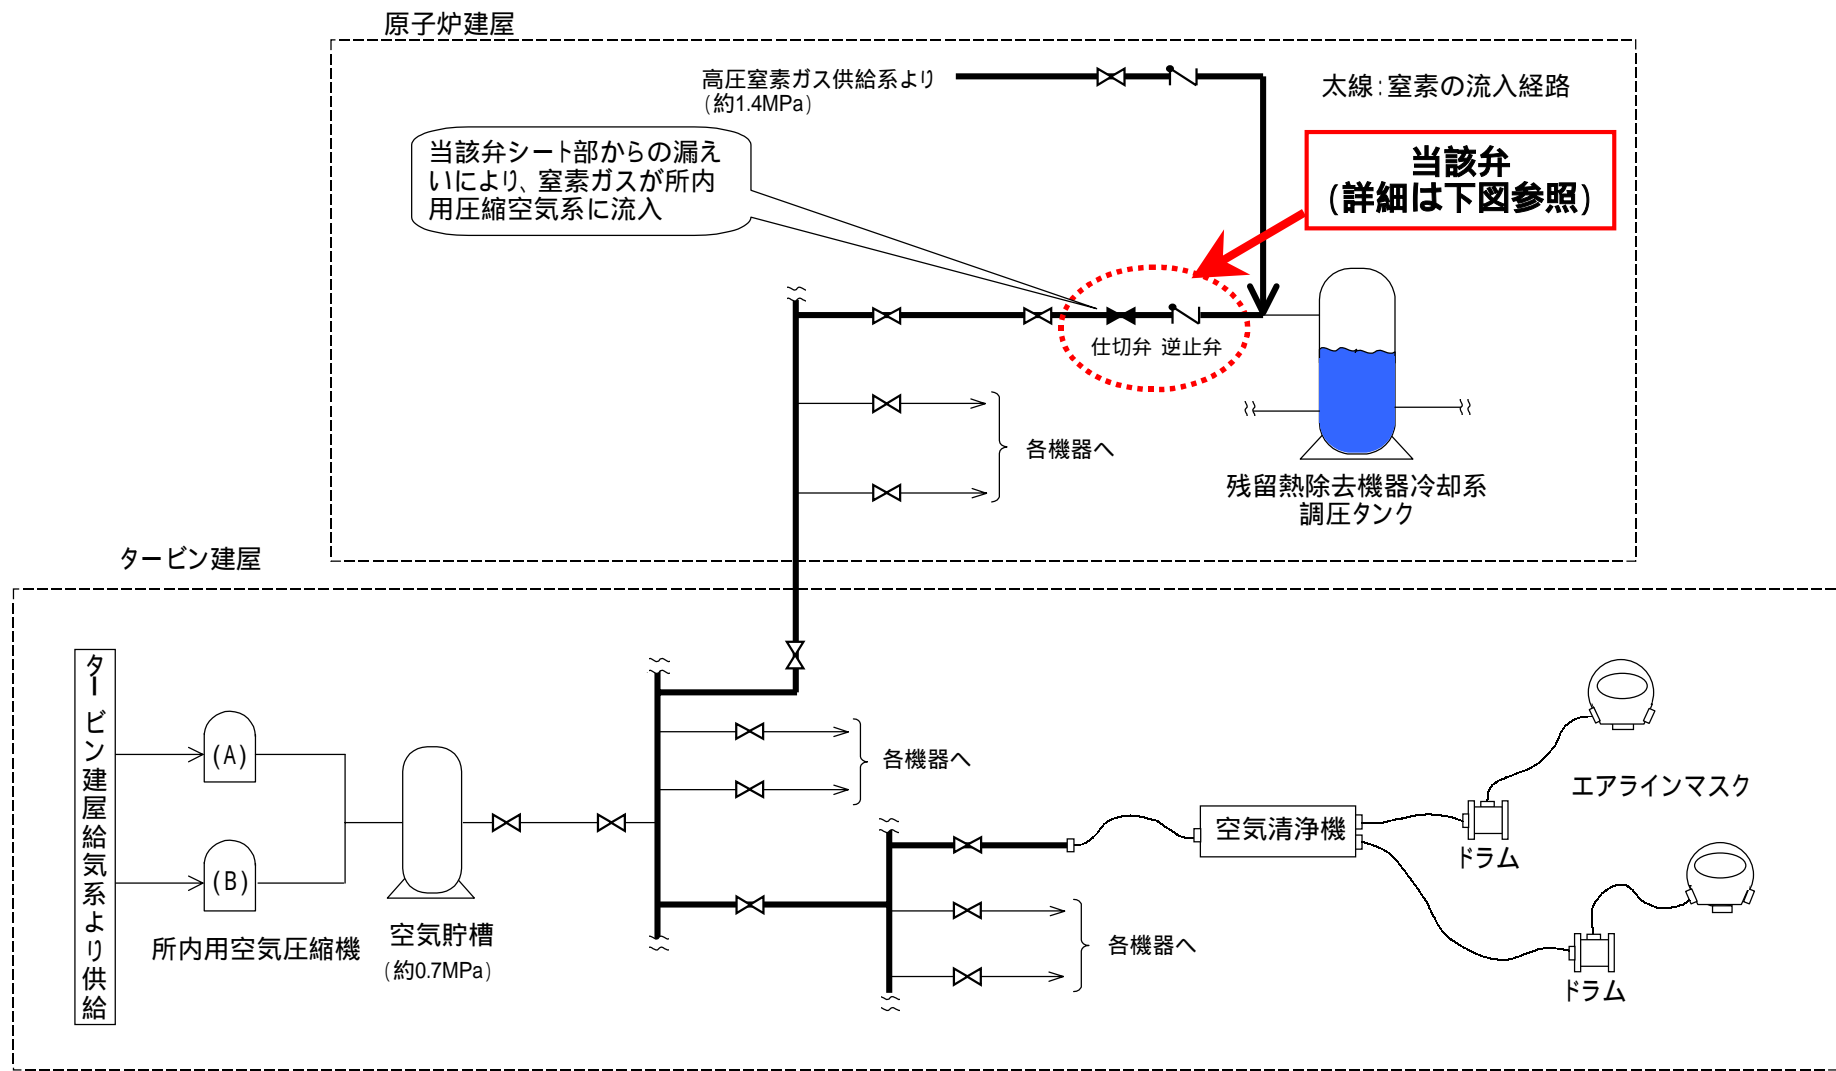 原子炉建屋
高圧窒素ガス供給系より
(約1.4MPa)
太線:窒素の流入経路
当該弁シート部からの漏え
いにより、窒素ガスが所内
用圧縮空気系に流入
当該弁
(詳細は下図参照)
仕切弁 逆止弁
各機器へ
残留熱除去機器冷却系
調圧タンク
タービン建屋
タービン建屋給気系より供給
(A)
(B)
所内用空気圧縮機
空気貯槽
(約0.7MPa)
各機器へ
各機器へ
空気清浄機
エアラインマスク
ドラム
ドラム